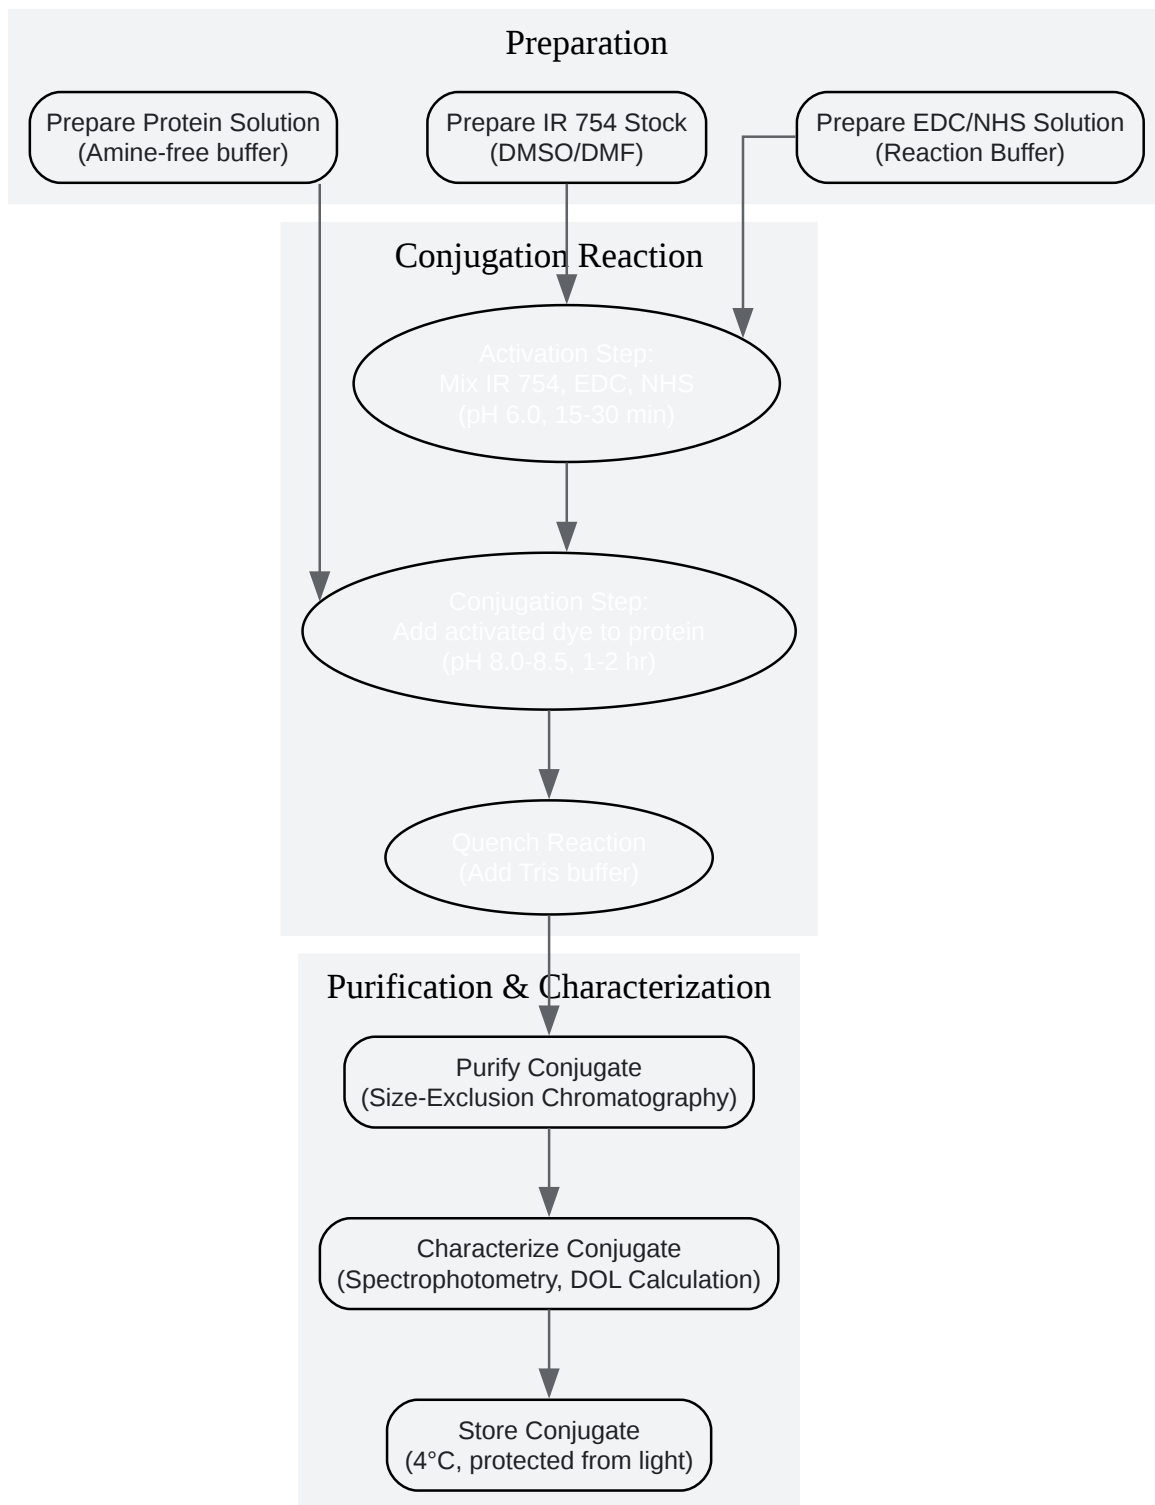 Preparation
Prepare Protein Solution
(Amine-free buffer)
Prepare IR 754 Stock
(DMSO/DMF)
Prepare EDC/NHS Solution
(Reaction Buffer)
Conjugation Reaction
Activation Step:
Mix IR 754, EDC, NHS
(pH 6.0, 15-30 min)
Conjugation Step:
Add activated dye to protein
(pH 8.0-8.5, 1-2 hr)
Quench Reaction
(Add Tris buffer)
Purification & Characterization
Purify Conjugate
(Size-Exclusion Chromatography)
Characterize Conjugate
(Spectrophotometry, DOL Calculation)
Store Conjugate
(4°C, protected from light)